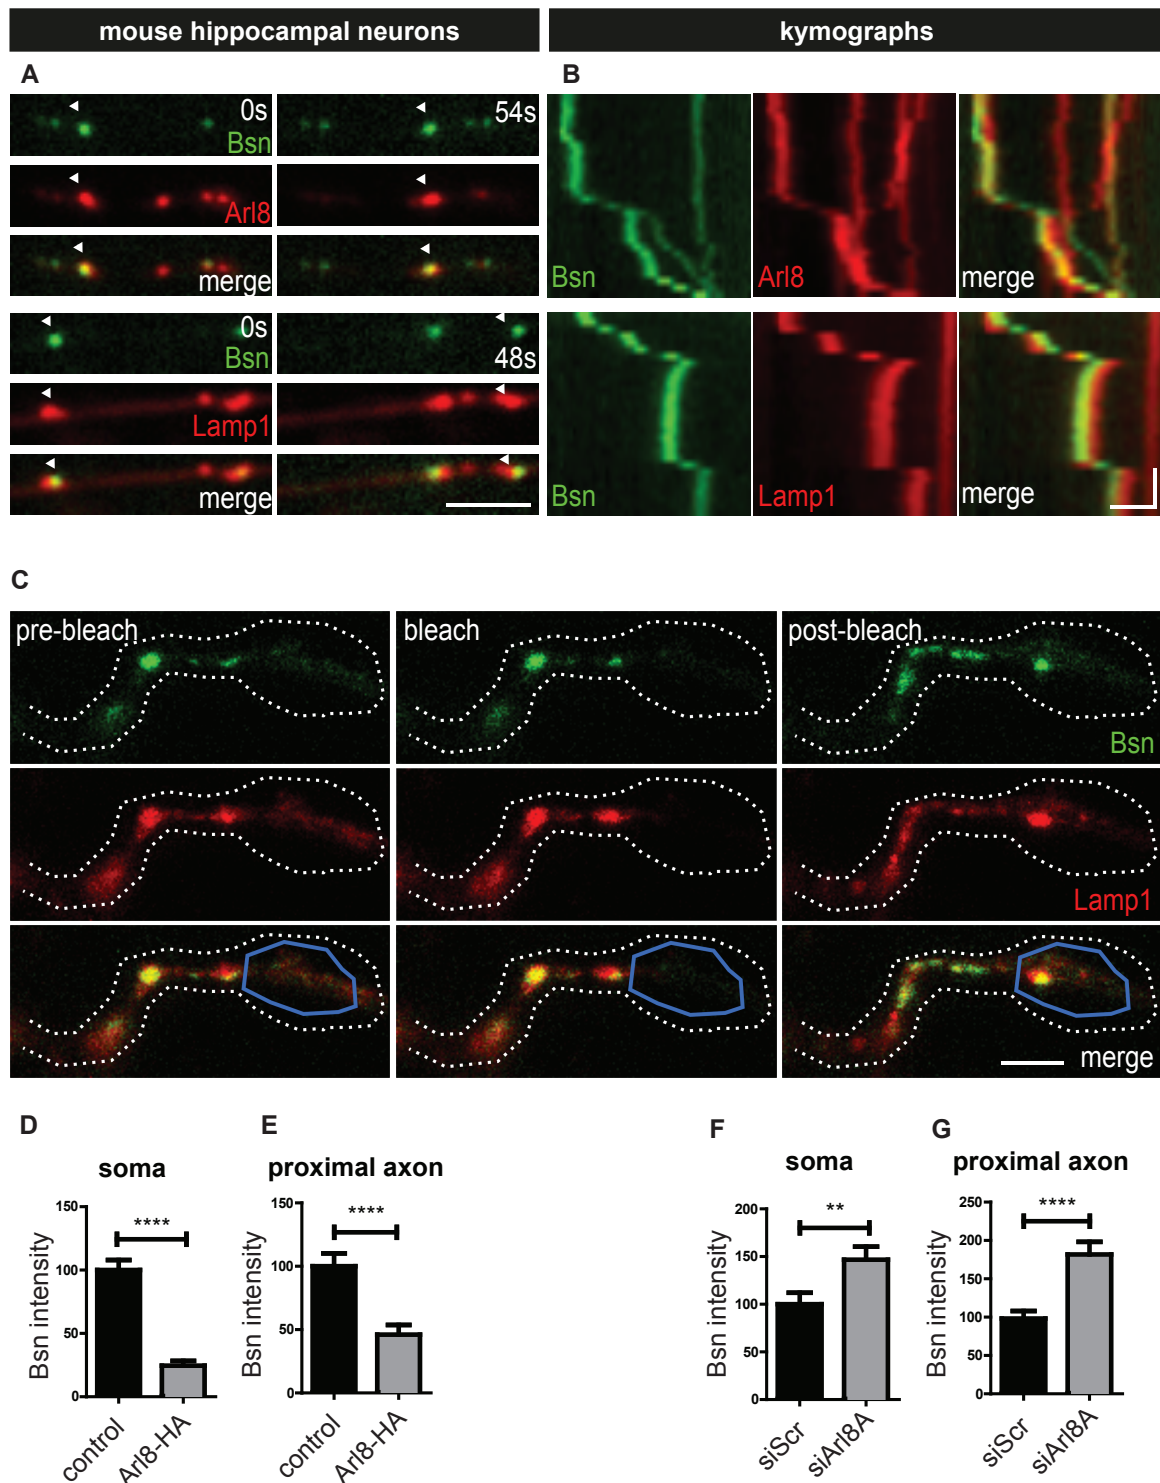 mouse hippocampal neurons
kymographs
A
B
0s
Bsn
54s
Arl8
merge
0s
Bsn
48s
Lamp1
merge
Bsn
Arl8
merge
Bsn
Lamp1
merge
C
pre-bleach
bleach
post-bleach
Bsn
Lamp1
merge
D
soma
Bsn intensity
150
100
50
0
****
control
Arl8-HA
E
proximal axon
Bsn intensity
150
100
50
0
****
control
Arl8-HA
F
soma
Bsn intensity
200
150
100
50
0
**
siScr
siArl8A
G
proximal axon
Bsn intensity
250
200
150
100
50
0
****
siScr
siArl8A